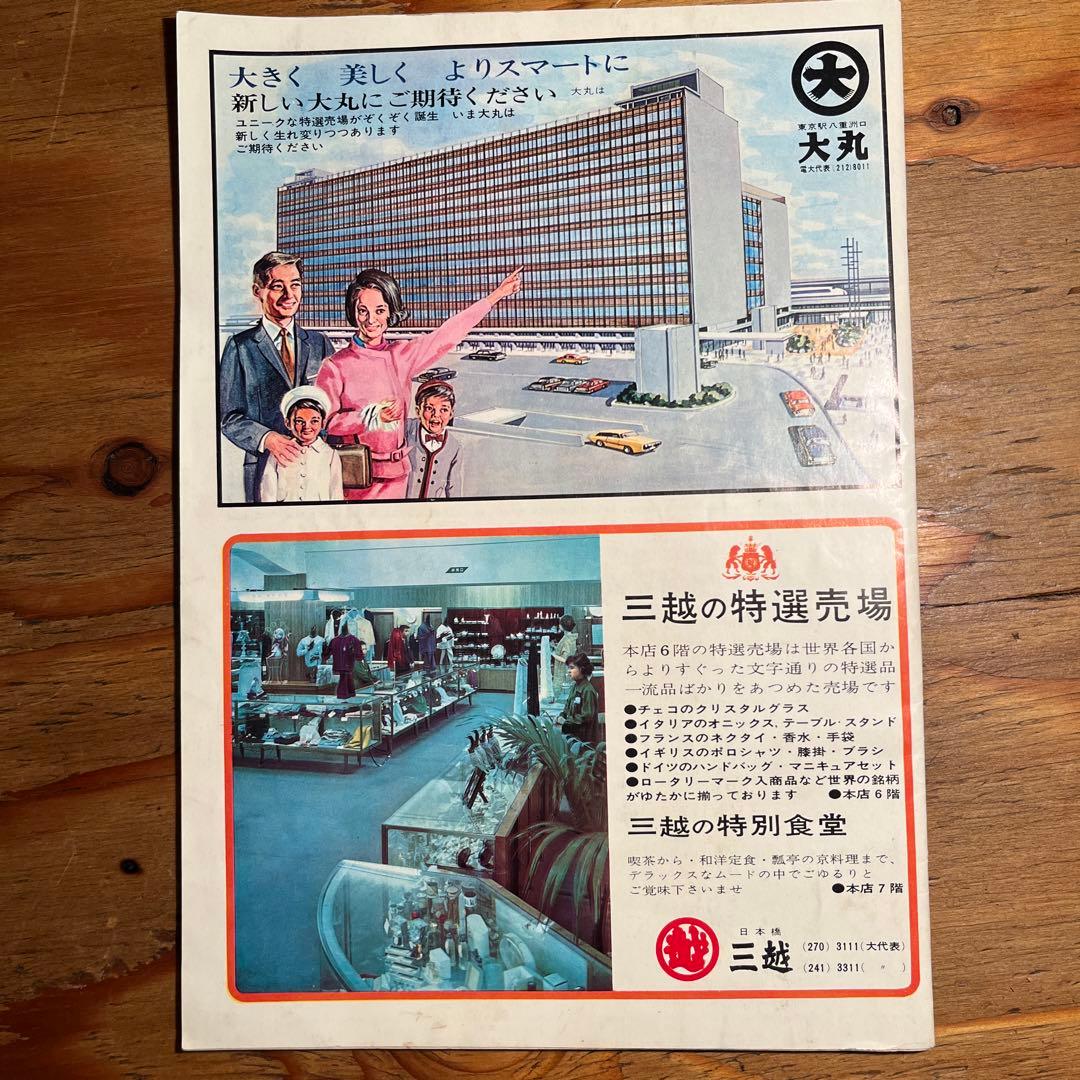 大きく 美しく よりスマートに
新しい大丸にご期待ください 大丸は
ユニークな特選売場がぞくぞく誕生 いま大丸は
新しく生れ変りつつあります
ご期待ください
大
東京駅八重洲口
大丸
電大代表(212)8011
三越の特選売場
本店6階の特選売場は世界各国か
らよりすぐった文字通りの特選品
一流品ばかりをあつめた売場です
●チェコのクリスタルグラス
●イタリアのオニックス、テーブル・スタンド
●フランスのネクタイ・香水・手袋
●イギリスのポロシャツ・膝掛・ブラシ
●ドイツのハンドバッグ・マニキュアセット
●ロータリーマーク入商品など世界の銘柄
がゆたかに揃っております ●本店6階
三越の特別食堂
喫茶から・和洋定食・瓢亭の京料理まで、
デラックスなムードの中でごゆるりと
ご賞味下さいませ ●本店7階
越
日本橋
三越
(270) 3111(大代表)
(241) 3311( 〃 )